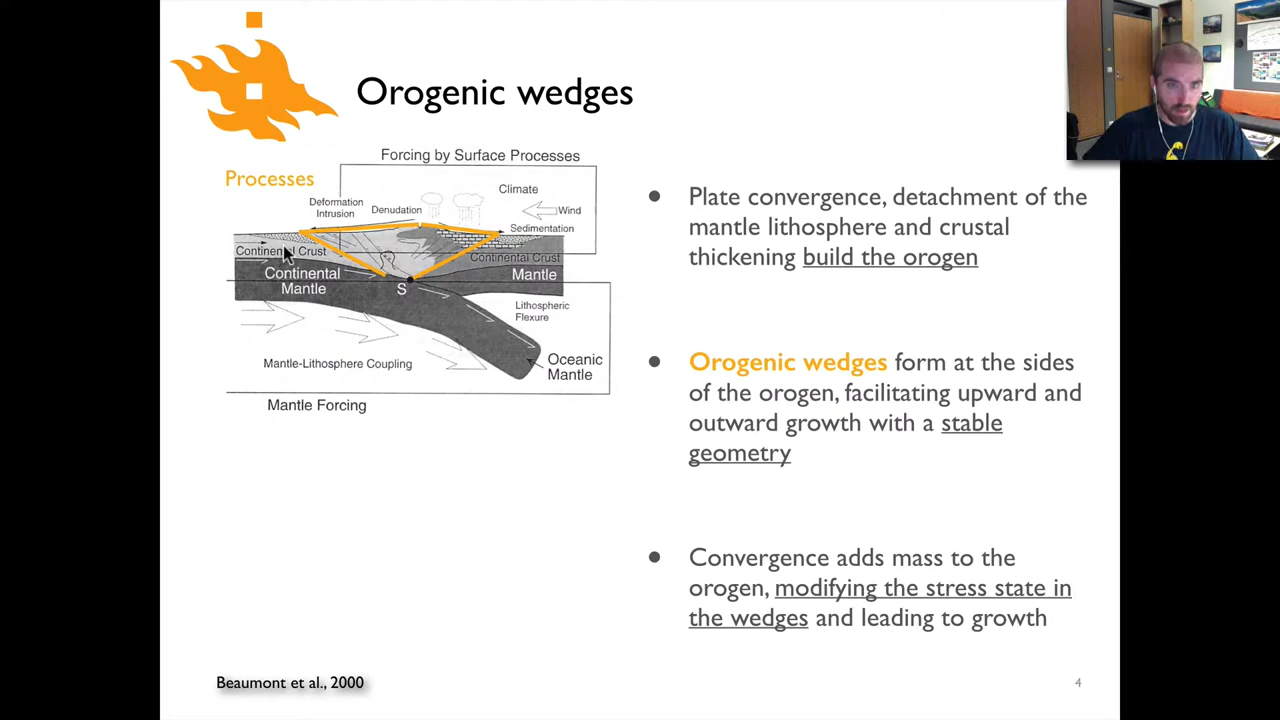 Orogenic wedges
Forcing by Surface Processes
Processes
Climate
Deformation
Intrusion
Denudation
Wind
Sedimentation
Continental Crust
Continental Crust
Continental
Mantle
Mantle
S
Lithospheric
Flexure
Mantle-Lithosphere Coupling
Oceanic
Mantle
Mantle Forcing
• Plate convergence, detachment of the
mantle lithosphere and crustal
thickening build the orogen
• Orogenic wedges form at the sides
of the orogen, facilitating upward and
outward growth with a stable
geometry
• Convergence adds mass to the
orogen, modifying the stress state in
the wedges and leading to growth
Beaumont et al., 2000
4